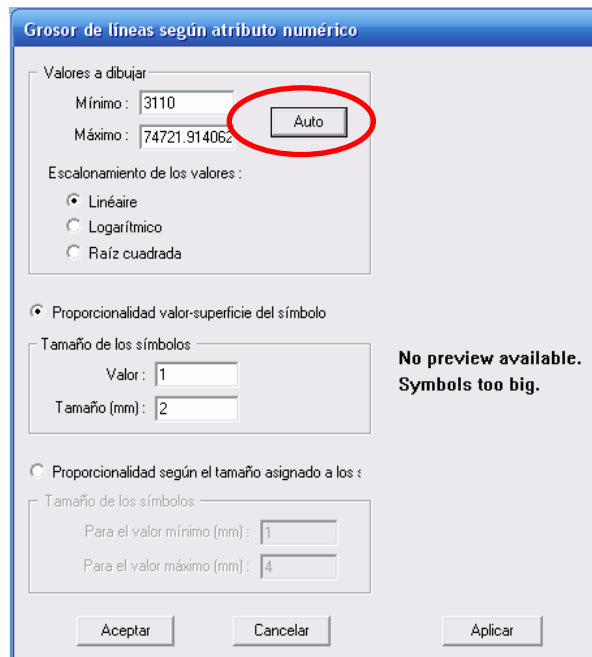 Grosor de líneas según atributo numérico
Valores a dibujar
Mínimo : 3110
Auto
Máximo : 74721.914062
Escalonamiento de los valores :
Linéaire
Logarítmico
Raíz cuadrada
Proporcionalidad valor-superficie del símbolo
Tamaño de los símbolos
Valor : 1
Tamaño (mm) : 2
No preview available.
Symbols too big.
Proporcionalidad según el tamaño asignado a los s
Tamaño de los símbolos
Para el valor mínimo (mm) : 1
Para el valor máximo (mm) : 4
Aceptar Cancelar Aplicar